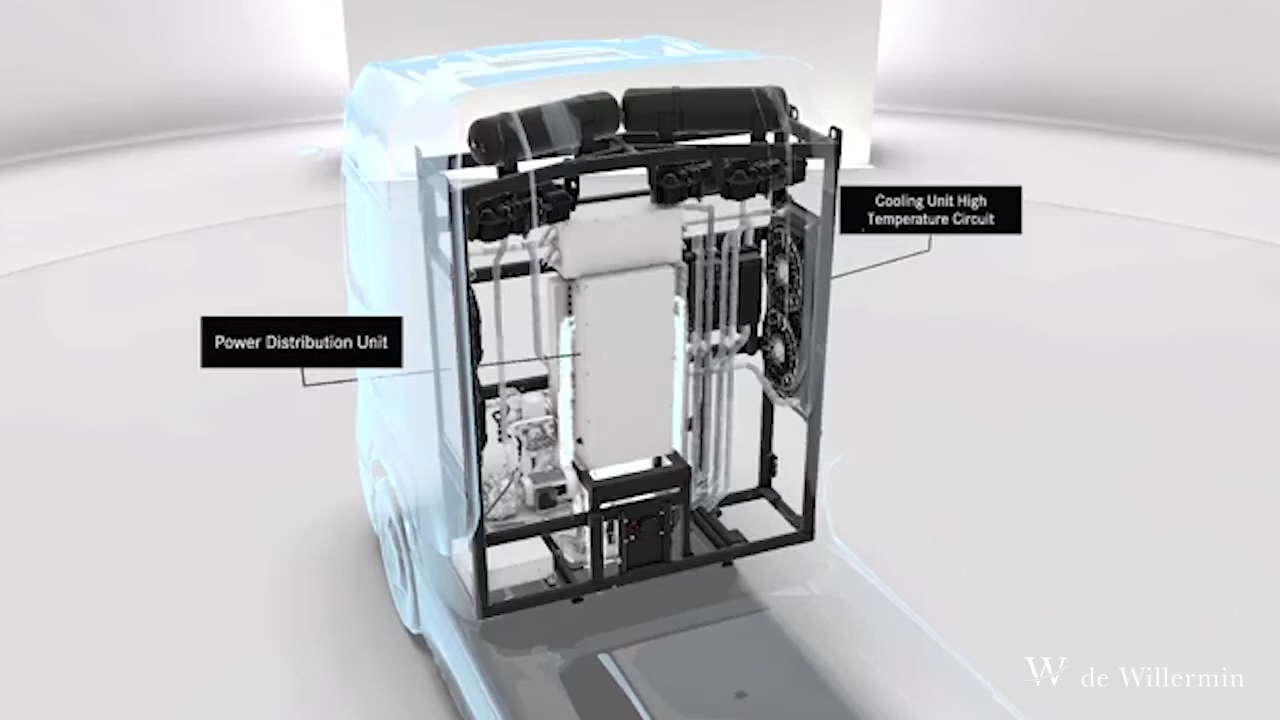 Cooling Unit High
Temperature Circuit
Power Distribution Unit
W de Willermin